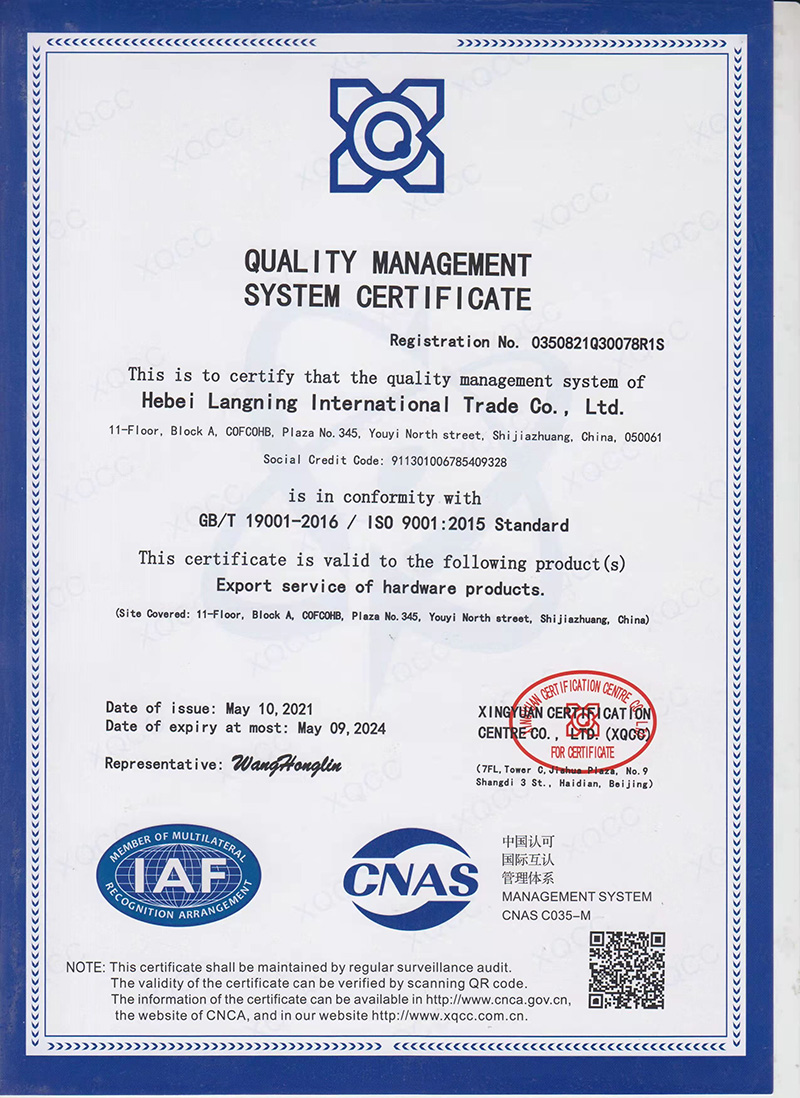 QUALITY MANAGEMENT
SYSTEM CERTIFICATE
Registration No. 0350821Q30078R1S
This is to certify that the quality management system of
Hebei Langning International Trade Co., Ltd.
11-Floor, Block A, COFCOHB, Plaza No.345, Youyi North street, Shijiazhuang, China, 050061
Social Credit Code: 911301006785409328
is in conformity with
GB/T 19001-2016 / ISO 9001:2015 Standard
This certificate is valid to the following product(s)
Export service of hardware products.
(Site Covered: 11-Floor, Block A, COFCOHB, Plaza No.345, Youyi North street, Shijiazhuang, China)
Date of issue: May 10,2021
Date of expiry at most: May 09,2024
Representative: WangHonglin
XINGYUAN CERTIFICATION CENTRE CO., LTD.
FOR CERTIFICATE
XINGYUAN CERTIFICATION
CENTRE CO., LTD. (XQCC)
(7FL,Tower C,Jiahua Plaza, No.9
Shangdi 3 St., Haidian, Beijing)
MEMBER OF MULTILATERAL
IAF
RECOGNITION ARRANGEMENT
CNAS
中国认可
国际互认
管理体系
MANAGEMENT SYSTEM
CNAS C035-M
NOTE: This certificate shall be maintained by regular surveillance audit.
The validity of the certificate can be verified by scanning QR code.
The information of the certificate can be available in http://www.cnca.gov.cn,
the website of CNCA, and in our website http://www.xqcc.com.cn.
XQCC